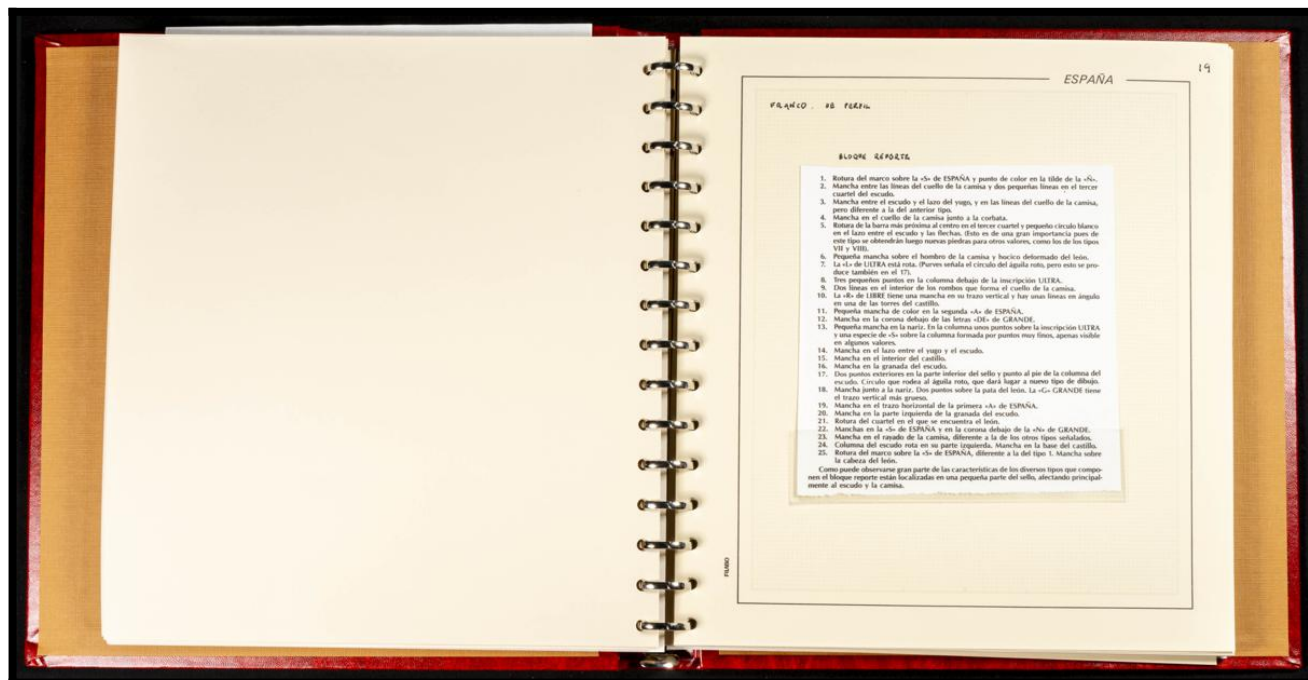 19
ESPAÑA
FRANCO. DE PERFIL
BLOQUE REPORTE
1. Rotura del marco sobre la «S» de ESPAÑA y punto de color en la tilde de la «Ñ».
2. Mancha entre las líneas del cuello de la camisa y dos pequeñas líneas en el tercer
cuartel del escudo.
3. Mancha entre el escudo y el lazo del yugo, y en las líneas del cuello de la camisa,
pero diferente a la del anterior tipo.
4. Mancha en el cuello de la camisa junto a la corbata.
5. Rotura de la barra más próxima al centro en el tercer cuartel y pequeño círculo blanco
en el lazo entre el escudo y las flechas. (Esto es de una gran importancia pues de
este tipo se obtendrán luego nuevas piedras para otros valores, como los de los tipos
VII y VIII).
6. Pequeña mancha sobre el hombro de la camisa y hocico deformado del león.
7. La «L» de ULTRA está rota. (Purves señala el círculo del águila roto, pero esto se pro-
duce también en el 17).
8. Tres pequeños puntos en la columna debajo de la inscripción ULTRA.
9. Dos líneas en el interior de los rombos que forma el cuello de la camisa.
10. La «R» de LIBRE tiene una mancha en su trazo vertical y hay unas líneas en ángulo
en una de las torres del castillo.
11. Pequeña mancha de color en la segunda «A» de ESPAÑA.
12. Mancha en la corona debajo de las letras «DE» de GRANDE.
13. Pequeña mancha en la nariz. En la columna unos puntos sobre la inscripción ULTRA
y una especie de «S» sobre la columna formada por puntos muy finos, apenas visible
en algunos valores.
14. Mancha en el lazo entre el yugo y el escudo.
15. Mancha en el interior del castillo.
16. Mancha en la granada del escudo.
17. Dos puntos exteriores en la parte inferior del sello y punto al pie de la columna del
escudo. Círculo que rodea al águila roto, que dará lugar a nuevo tipo de dibujo.
18. Mancha junto a la nariz. Dos puntos sobre la pata del león. La «G» GRANDE tiene
el trazo vertical más grueso.
19. Mancha en el trazo horizontal de la primera «A» de ESPAÑA.
20. Mancha en la parte izquierda de la granada del escudo.
21. Rotura del cuartel en el que se encuentra el león.
22. Manchas en la «S» de ESPAÑA y en la corona debajo de la «N» de GRANDE.
23. Mancha en el rayado de la camisa, diferente a la de los otros tipos señalados.
24. Columna del escudo rota en su parte izquierda. Mancha en la base del castillo.
25. Rotura del marco sobre la «S» de ESPAÑA, diferente a la del tipo 1. Mancha sobre
la cabeza del león.
Como puede observarse gran parte de las características de los diversos tipos que compo-
nen el bloque reporte están localizadas en una pequeña parte del sello, afectando principal-
mente al escudo y la camisa.